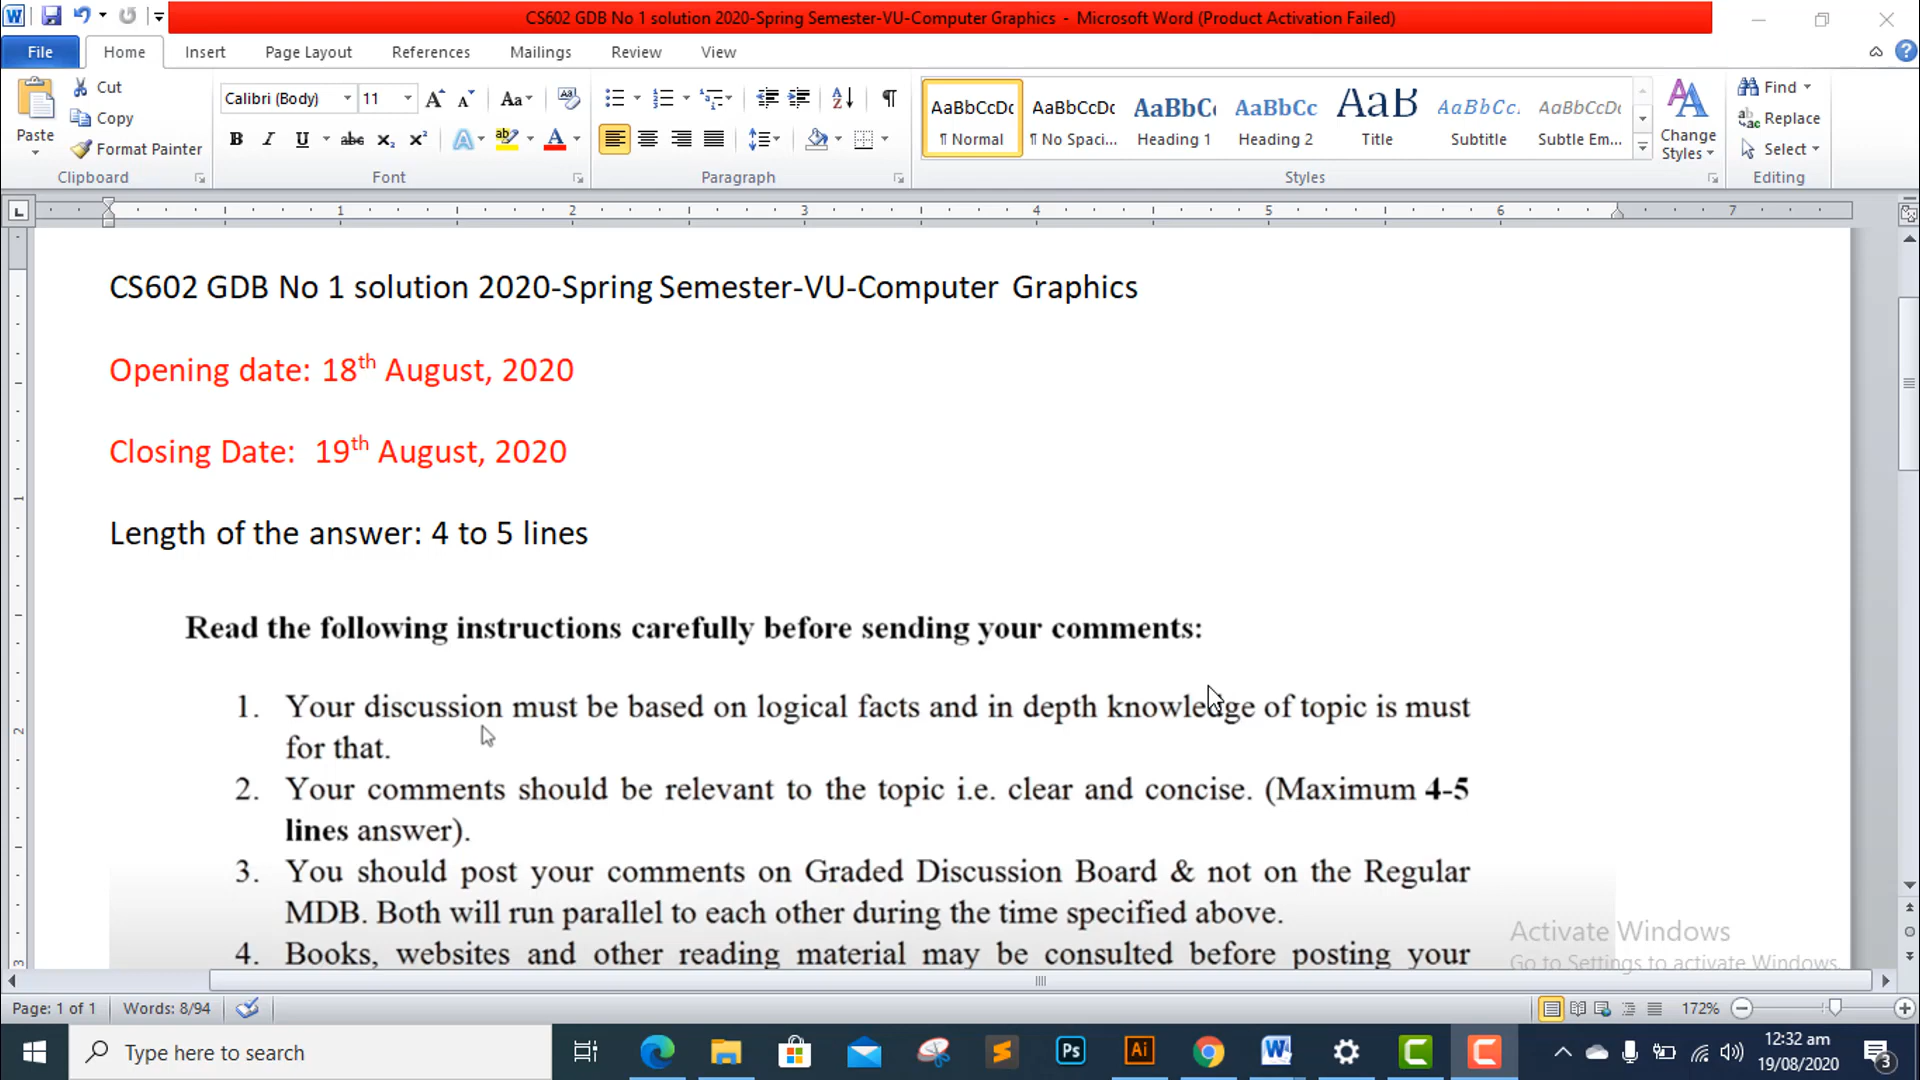 CS602 GDB No 1 solution 2020-Spring Semester-VU-Computer Graphics - Microsoft Word (Product Activation Failed)
File Home Insert Page Layout References Mailings Review View
Paste
Cut
Copy
Format Painter
Clipboard
Calibri (Body) 11
Font
Paragraph
AaBbCcDc AaBbCcDc AaBbC AaBbCc AaB AaBbCc. AaBbCcDc
¶ Normal ¶ No Spaci... Heading 1 Heading 2 Title Subtitle Subtle Em...
Change Styles
Styles
Find
Replace
Select
Editing
1 2 3 4 5 6 7
CS602 GDB No 1 solution 2020-Spring Semester-VU-Computer Graphics
Opening date: 18th August, 2020
Closing Date: 19th August, 2020
Length of the answer: 4 to 5 lines
Read the following instructions carefully before sending your comments:
1. Your discussion must be based on logical facts and in depth knowledge of topic is must
for that.
2. Your comments should be relevant to the topic i.e. clear and concise. (Maximum 4-5
lines answer).
3. You should post your comments on Graded Discussion Board & not on the Regular
MDB. Both will run parallel to each other during the time specified above.
4. Books, websites and other reading material may be consulted before posting your
Activate Windows
Go to Settings to activate Windows.
Page: 1 of 1 Words: 8/94 172%
Type here to search
12:32 am
19/08/2020
3